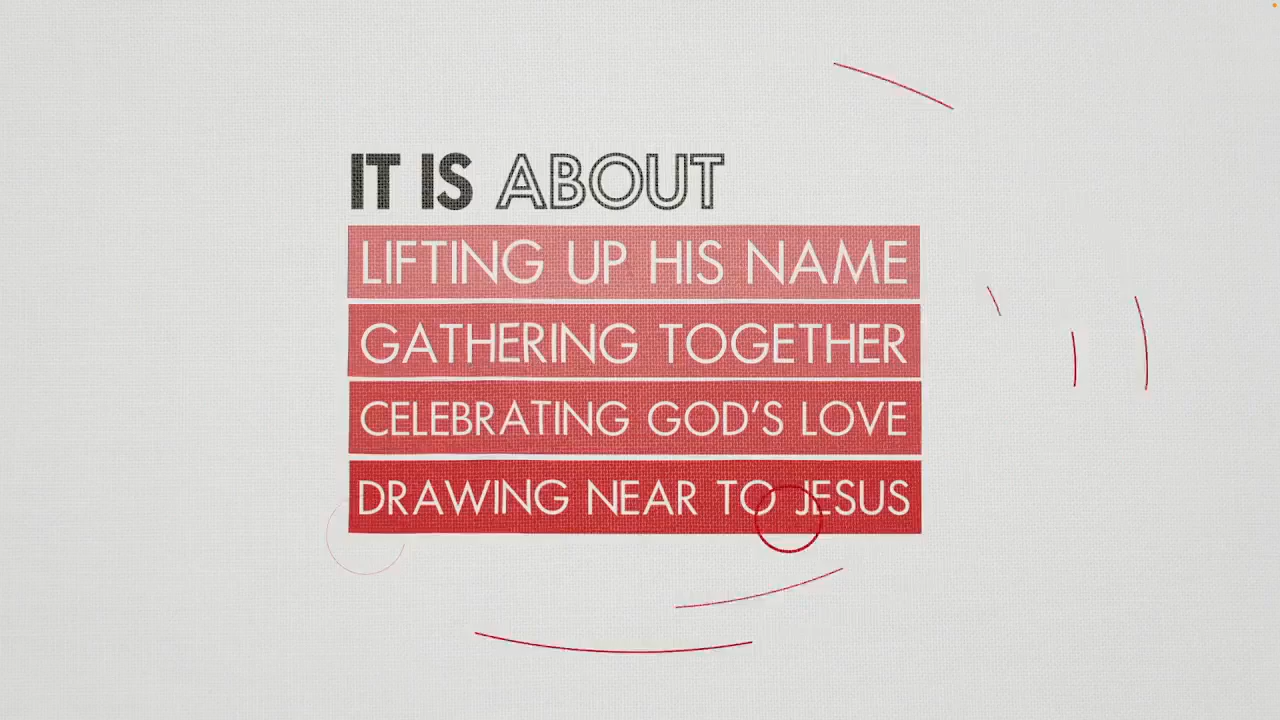 IT IS ABOUT
LIFTING UP HIS NAME
GATHERING TOGETHER
CELEBRATING GOD'S LOVE
DRAWING NEAR TO JESUS